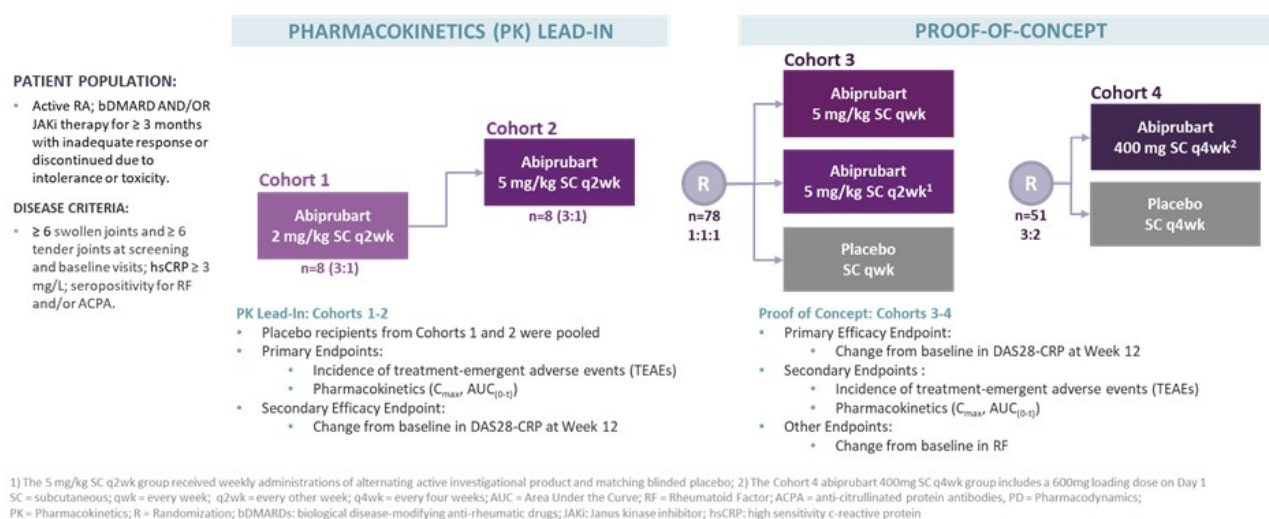 PHARMACOKINETICS (PK) LEAD-IN
PROOF-OF-CONCEPT
PATIENT POPULATION:
• Active RA; bDMARD AND/OR
JAKi therapy for ≥ 3 months
with inadequate response or
discontinued due to
intolerance or toxicity.
DISEASE CRITERIA:
• ≥ 6 swollen joints and ≥ 6
tender joints at screening
and baseline visits; hsCRP ≥ 3
mg/L; seropositivity for RF
and/or ACPA.
Cohort 1
Abiprubart
2 mg/kg SC q2wk
n=8 (3:1)
Cohort 2
Abiprubart
5 mg/kg SC q2wk
n=8 (3:1)
R
n=78
1:1:1
Cohort 3
Abiprubart
5 mg/kg SC qwk
Abiprubart
5 mg/kg SC q2wk1
Placebo
SC qwk
R
n=51
3:2
Cohort 4
Abiprubart
400 mg SC q4wk2
Placebo
SC q4wk
PK Lead-In: Cohorts 1-2
• Placebo recipients from Cohorts 1 and 2 were pooled
• Primary Endpoints:
• Incidence of treatment-emergent adverse events (TEAEs)
• Pharmacokinetics (Cmax, AUC(0-t))
• Secondary Efficacy Endpoint:
• Change from baseline in DAS28-CRP at Week 12
Proof of Concept: Cohorts 3-4
• Primary Efficacy Endpoint:
• Change from baseline in DAS28-CRP at Week 12
• Secondary Endpoints :
• Incidence of treatment-emergent adverse events (TEAEs)
• Pharmacokinetics (Cmax, AUC(0-t))
• Other Endpoints:
• Change from baseline in RF
1) The 5 mg/kg SC q2wk group received weekly administrations of alternating active investigational product and matching blinded placebo; 2) The Cohort 4 abiprubart 400mg SC q4wk group includes a 600mg loading dose on Day 1
SC = subcutaneous; qwk = every week; q2wk = every other week; q4wk = every four weeks; AUC = Area Under the Curve; RF = Rheumatoid Factor; ACPA = anti-citrullinated protein antibodies, PD = Pharmacodynamics;
PK = Pharmacokinetics; R = Randomization; bDMARDs: biological disease-modifying anti-rheumatic drugs; JAKi: Janus kinase inhibitor; hsCRP: high sensitivity c-reactive protein